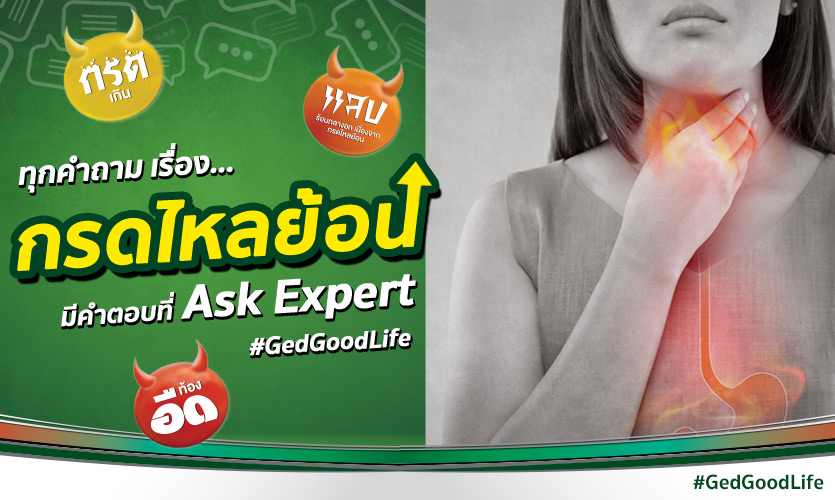 กรด
เกิน
แสบ
ร้อนกลางอก เนื่องจาก
กรดไหลย้อน
ทุกคำถาม เรื่อง...
กรดไหลย้อน
มีคำตอบที่ Ask Expert
#GedGoodLife
ท้อง
อืด
#GedGoodLife